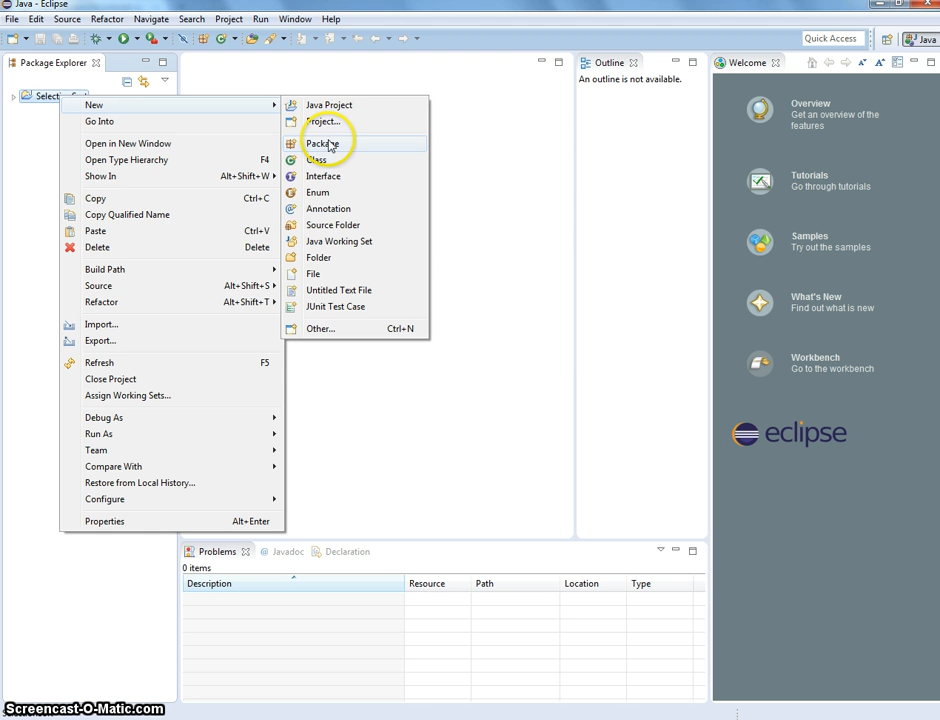 Java - Eclipse
File Edit Source Refactor Navigate Search Project Run Window Help
Quick Access
Java
Package Explorer
Outline
An outline is not available.
Welcome
New
Go Into
Open in New Window
Open Type Hierarchy F4
Show In Alt+Shift+W
Copy Ctrl+C
Copy Qualified Name
Paste Ctrl+V
Delete Delete
Build Path
Source Alt+Shift+S
Refactor Alt+Shift+T
Import...
Export...
Refresh F5
Close Project
Assign Working Sets...
Debug As
Run As
Team
Compare With
Restore from Local History...
Configure
Properties Alt+Enter
Java Project
Project...
Package
Class
Interface
Enum
Annotation
Source Folder
Java Working Set
Folder
File
Untitled Text File
JUnit Test Case
Other... Ctrl+N
Overview
Get an overview of the
features
Tutorials
Go through tutorials
Samples
Try out the samples
What's New
Find out what is new
Workbench
Go to the workbench
eclipse
Problems @ Javadoc Declaration
0 items
Description Resource Path Location Type
Screencast-O-Matic.com